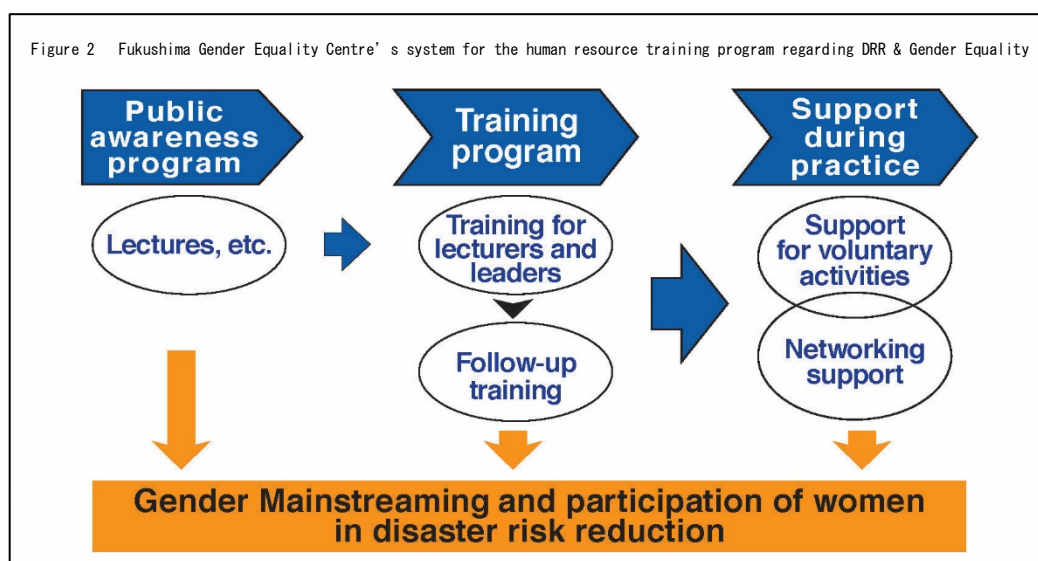 Figure 2 Fukushima Gender Equality Centre's system for the human resource training program regarding DRR & Gender Equality
Public
awareness
program
Training
program
Support
during
practice
Lectures, etc.
Training for
lecturers and
leaders
Follow-up
training
Support
for voluntary
activities
Networking
support
Gender Mainstreaming and participation of women
in disaster risk reduction